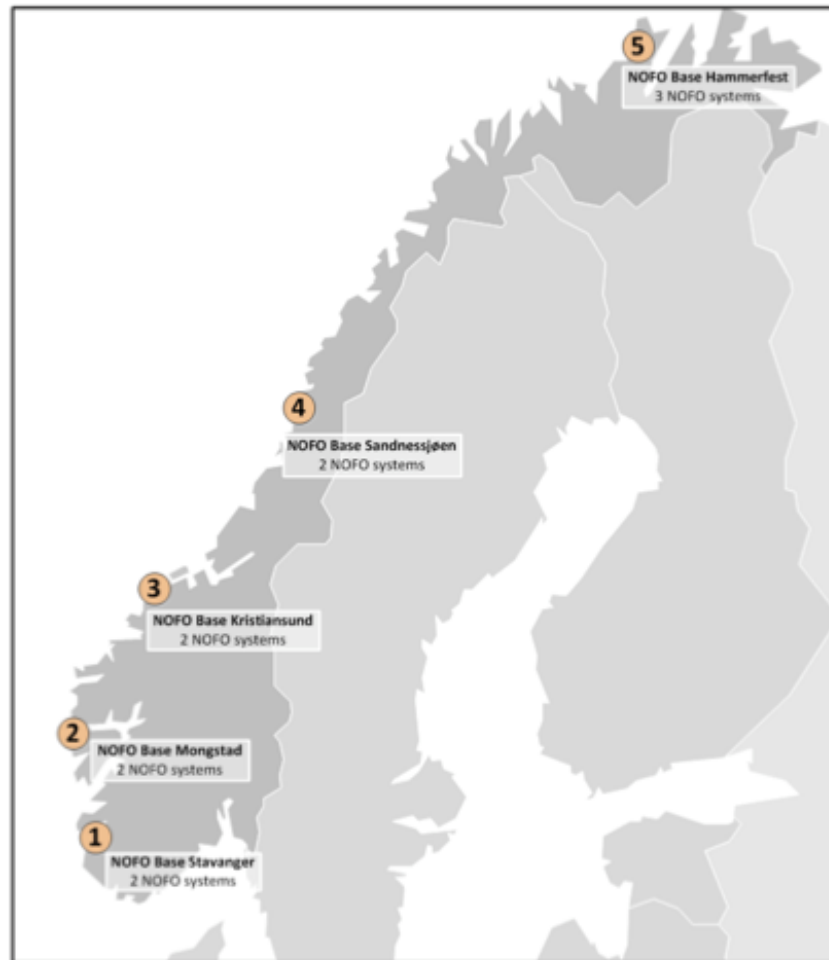 5
NOFO Base Hammerfest
3 NOFO systems
4
NOFO Base Sandnessjøen
2 NOFO systems
3
NOFO Base Kristiansund
2 NOFO systems
2
NOFO Base Mongstad
2 NOFO systems
1
NOFO Base Stavanger
2 NOFO systems